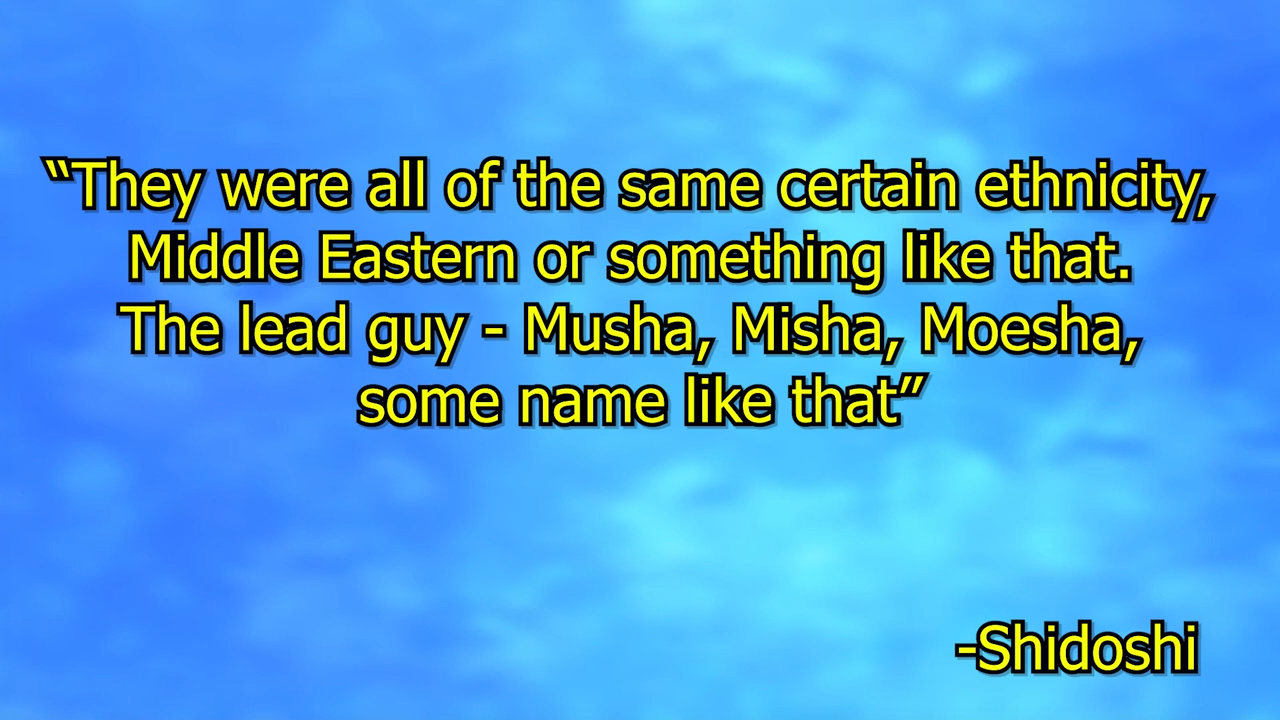 “They were all of the same certain ethnicity,
Middle Eastern or something like that.
The lead guy - Musha, Misha, Moesha,
some name like that”
-Shidoshi